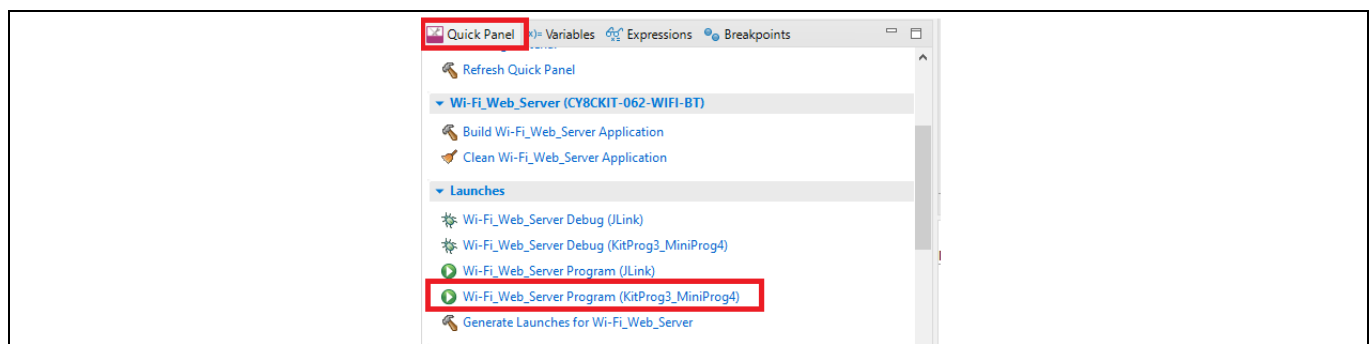 Quick Panel (x)= Variables Expressions Breakpoints
Refresh Quick Panel
Wi-Fi_Web_Server (CY8CKIT-062-WIFI-BT)
Build Wi-Fi_Web_Server Application
Clean Wi-Fi_Web_Server Application
Launches
Wi-Fi_Web_Server Debug (JLink)
Wi-Fi_Web_Server Debug (KitProg3_MiniProg4)
Wi-Fi_Web_Server Program (JLink)
Wi-Fi_Web_Server Program (KitProg3_MiniProg4)
Generate Launches for Wi-Fi_Web_Server